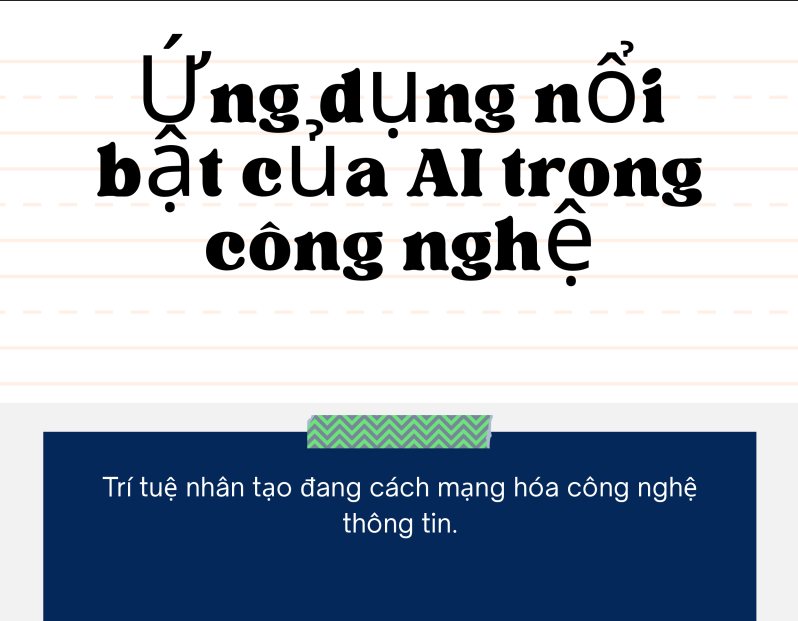 Ứng dụng nổi
bật của AI trong
công nghệ
Trí tuệ nhân tạo đang cách mạng hóa công nghệ
thông tin.